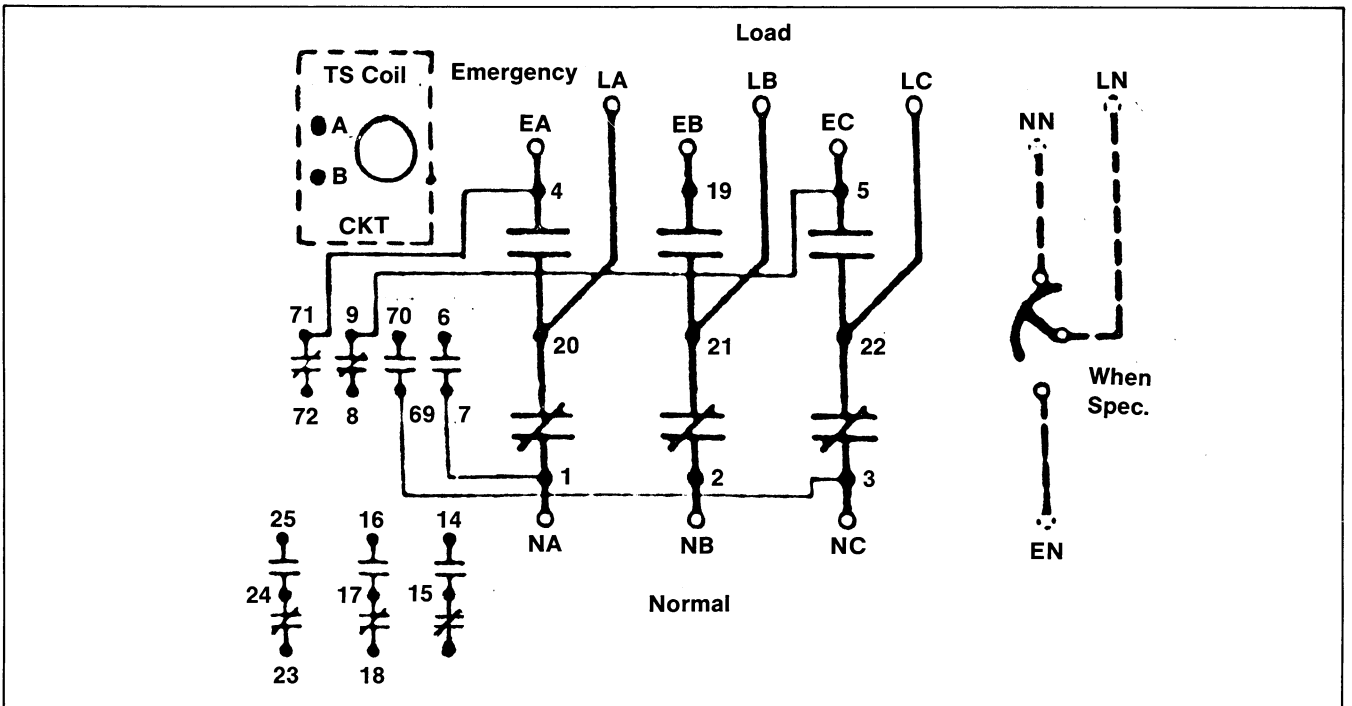 Load
TS Coil
Emergency
LA
LB
LC
LN
A
EA
EB
EC
NN
B
4
19
5
CKT
71
9
70
6
20
21
22
72
8
69
7
When
Spec.
1
2
3
25
16
14
NA
NB
NC
EN
24
17
15
Normal
23
18